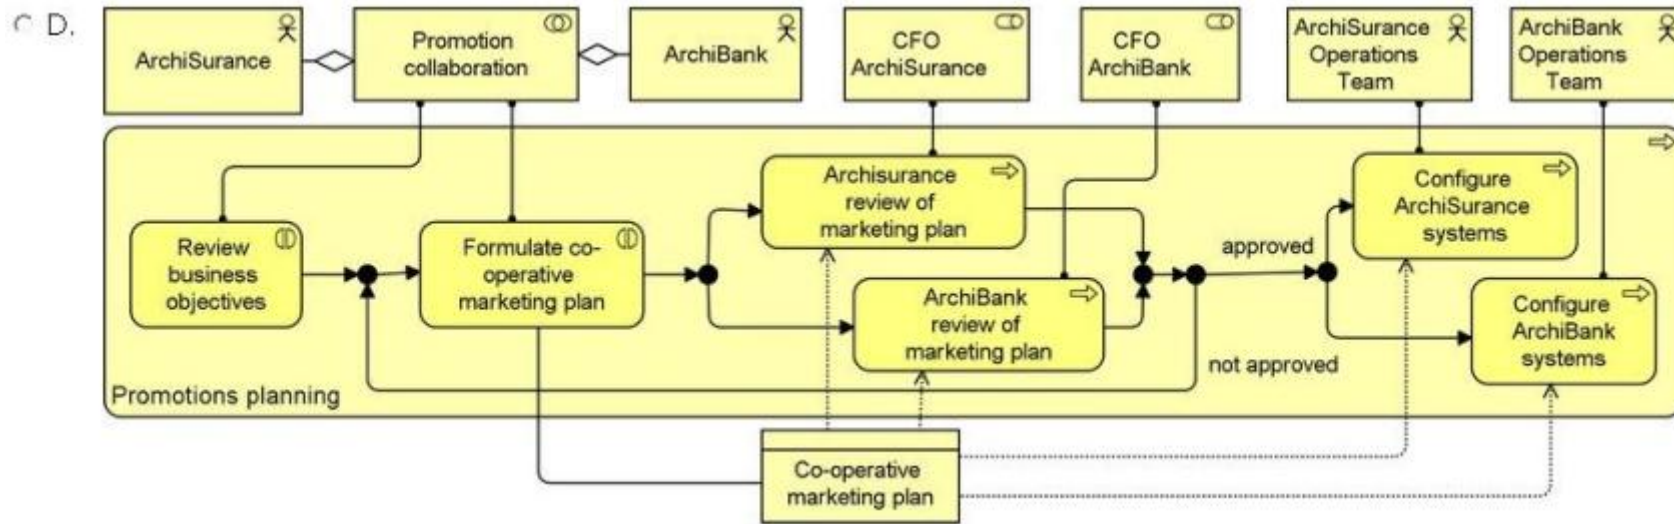 D.
ArchiSurance
Promotion
collaboration
ArchiBank
CFO
ArchiSurance
CFO
ArchiBank
ArchiSurance
Operations
Team
ArchiBank
Operations
Team
Review
business
objectives
Formulate co-
operative
marketing plan
Archisurance
review of
marketing plan
ArchiBank
review of
marketing plan
approved
not approved
Configure
ArchiSurance
systems
Configure
ArchiBank
systems
Promotions planning
Co-operative
marketing plan